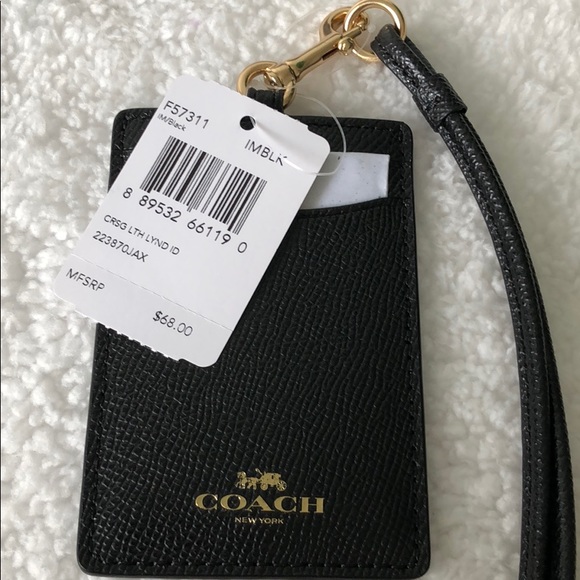 F57311
IM/Black
IMBLK
8 89532 66119 0
CRSG LTH LYND ID
223870JAX
MFSRP
$68.00
COACH
NEW YORK